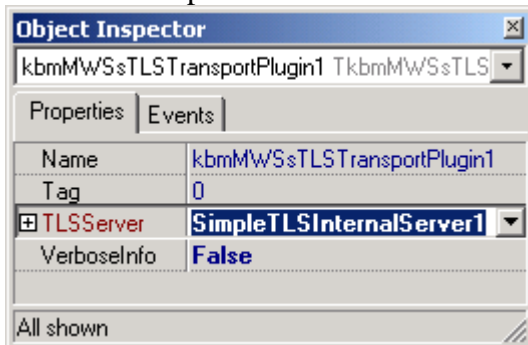 Object Inspector
kbmMWSsTLSTransportPlugin1 TkbmMWSsTLS
Properties Events
Name kbmMWSsTLSTransportPlugin1
Tag 0
TLSServer SimpleTLSInternalServer1
VerboseInfo False
All shown